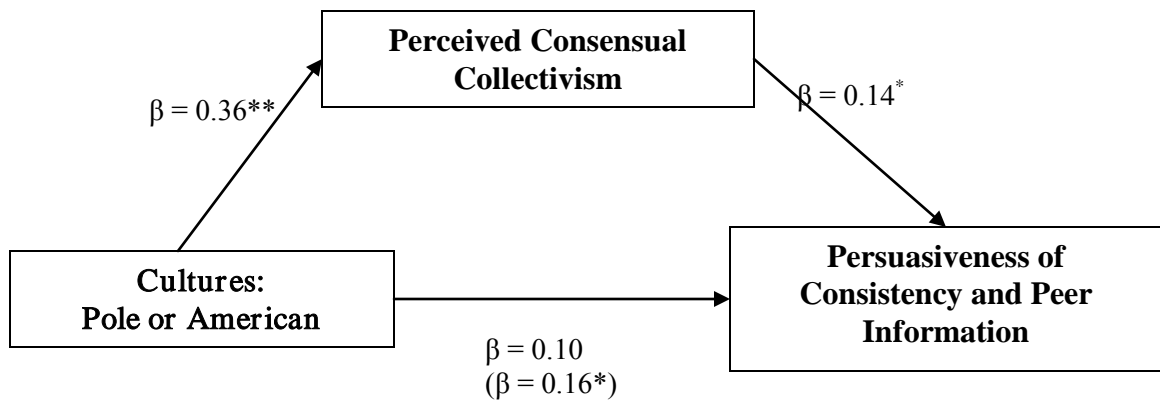 Perceived Consensual
Collectivism
β = 0.36**
β = 0.14*
Cultures:
Pole or American
Persuasiveness of
Consistency and Peer
Information
β = 0.10
(β = 0.16*)